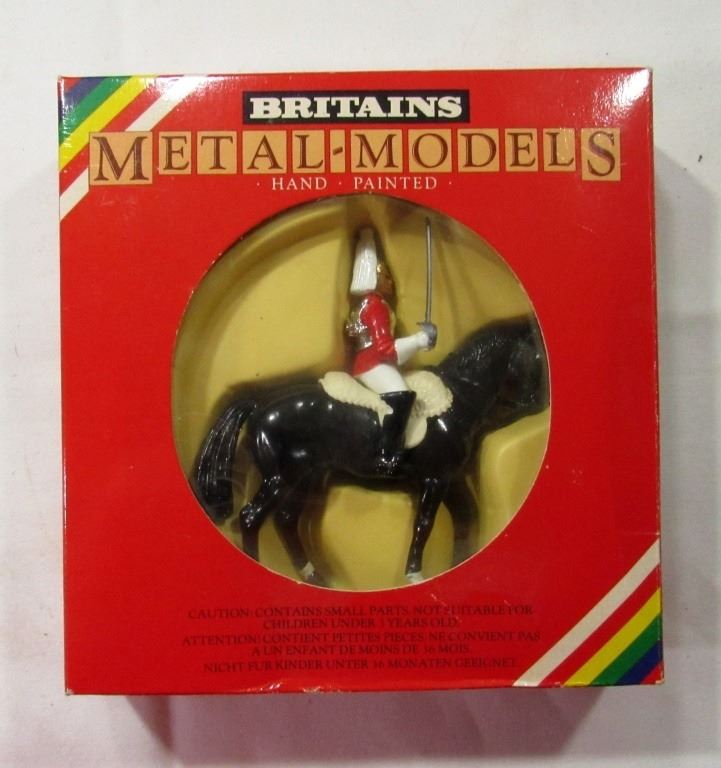 BRITAINS
METAL-MODELS
· HAND · PAINTED ·
CAUTION: CONTAINS SMALL PARTS. NOT SUITABLE FOR
CHILDREN UNDER 3 YEARS OLD.
ATTENTION! CONTIENT PETITES PIECES. NE CONVIENT PAS
A UN ENFANT DE MOINS DE 36 MOIS.
NICHT FUR KINDER UNTER 36 MONATEN GEEIGNET